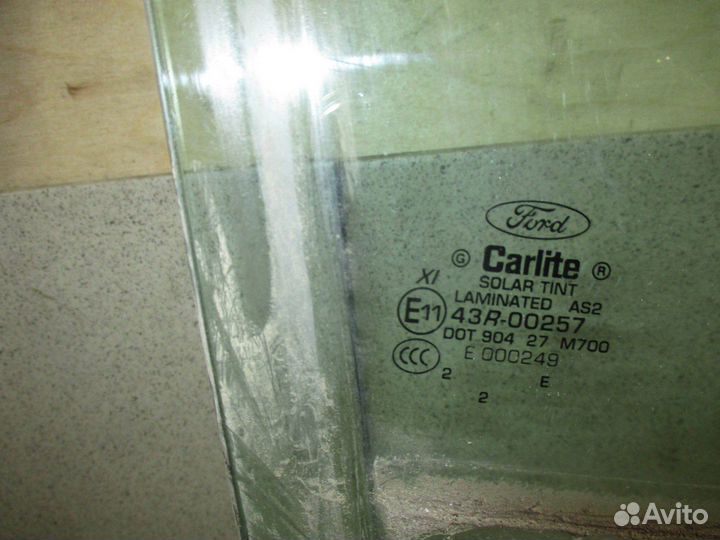 Ford
G Carlite ®
SOLAR TINT
XI
LAMINATED AS2
E11 43R-00257
DOT 904 27 M700
CCC E 000249
2 E
2
Avito